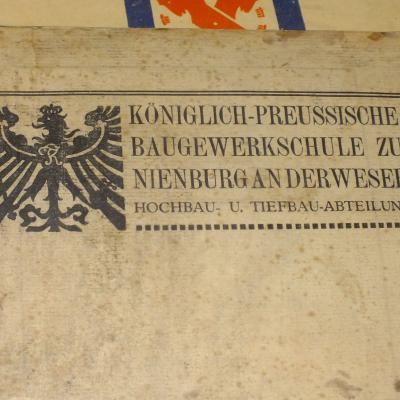 KÖNIGLICH-PREUSSISCHE
BAUGEWERKSCHULE ZU
NIENBURG AN DER WESER
HOCHBAU- U. TIEFBAU-ABTEILUN